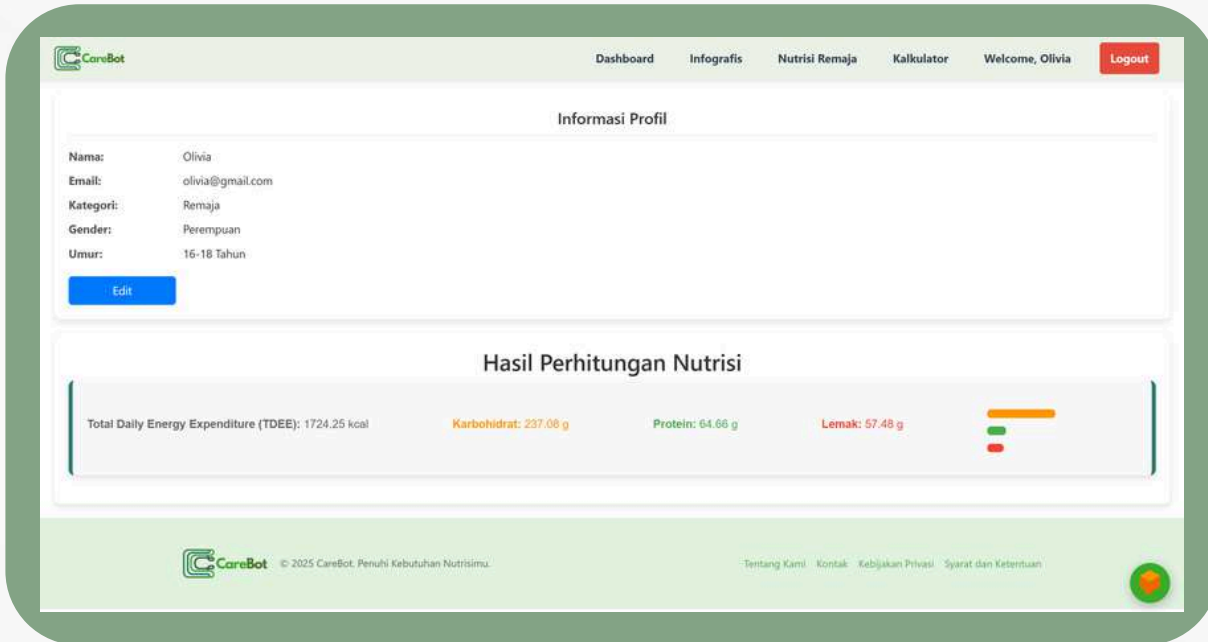 CareBot Dashboard Infografis Nutrisi Remaja Kalkulator Welcome, Olivia Logout
Informasi Profil
Nama: Olivia
Email: olivia@gmail.com
Kategori: Remaja
Gender: Perempuan
Umur: 16-18 Tahun
Edit
Hasil Perhitungan Nutrisi
Total Daily Energy Expenditure (TDEE): 1724.25 kcal Karbohidrat: 237.08 g Protein: 64.66 g Lemak: 57.48 g
CareBot © 2025 CareBot. Penuhi Kebutuhan Nutrisimu. Tentang Kami Kontak Kebijakan Privasi Syarat dan Ketentuan